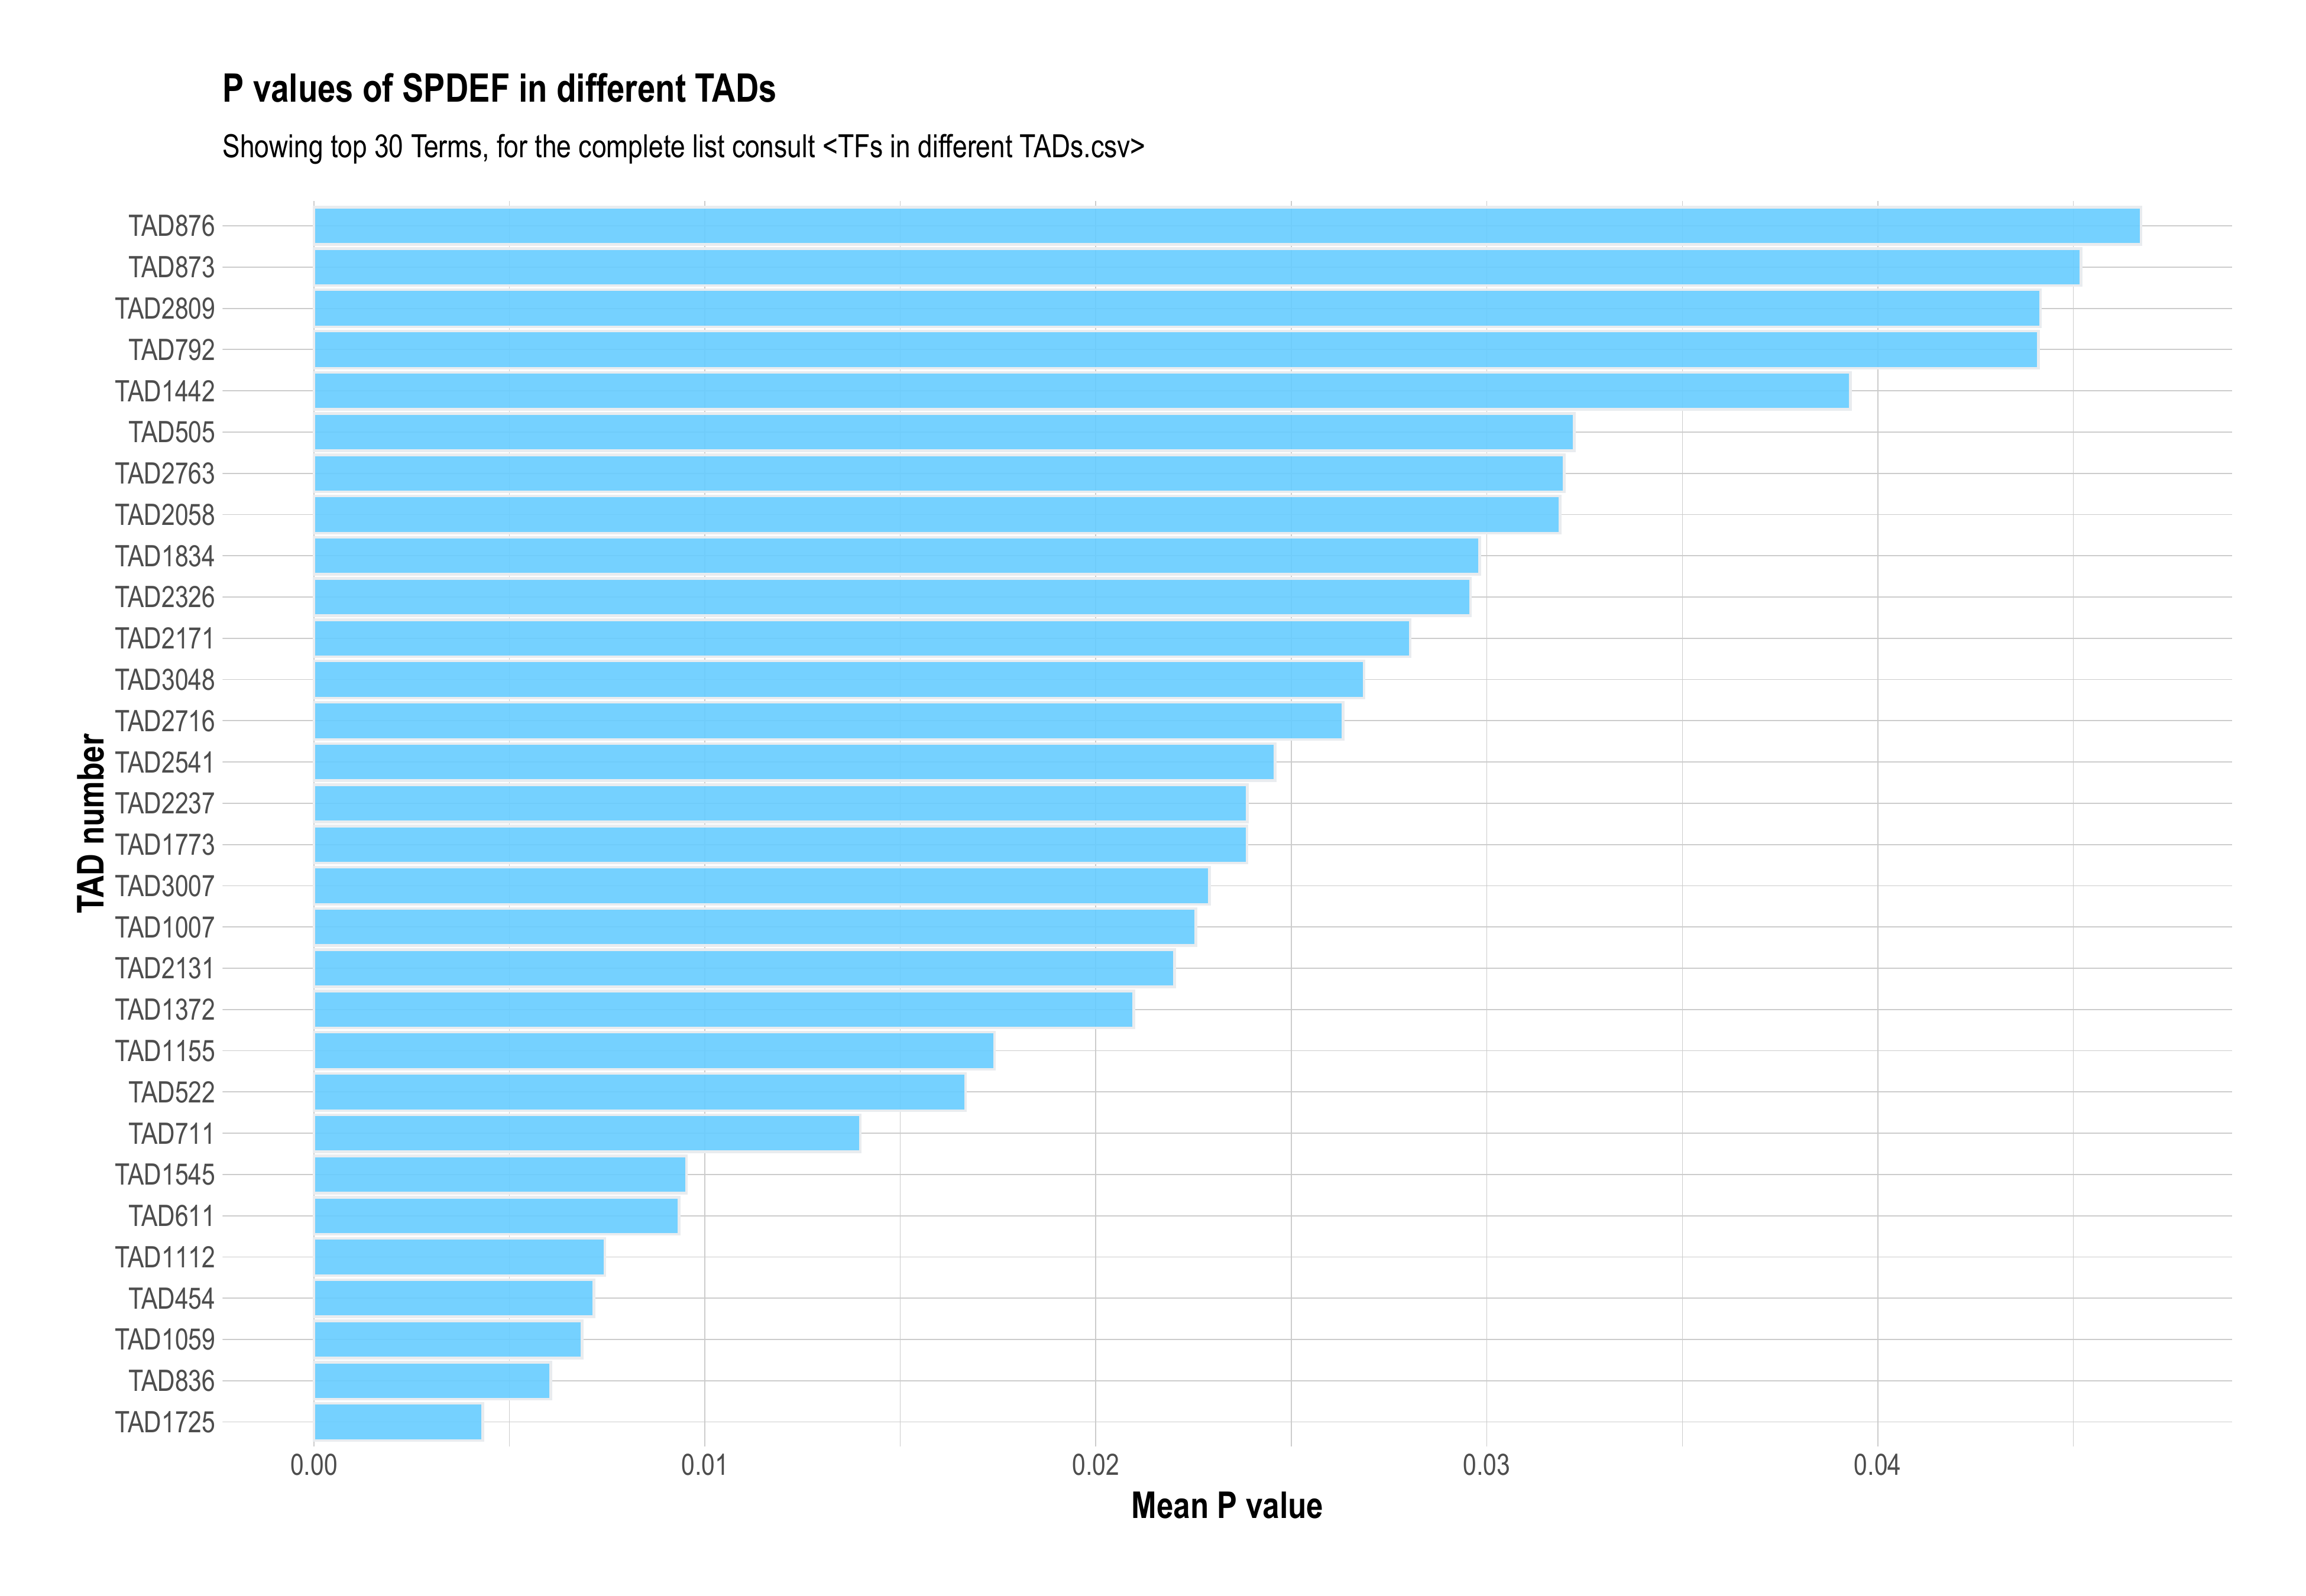 P values of SPDEF in different TADs
Showing top 30 Terms, for the complete list consult <TFs in different TADs.csv>
TAD number
TAD876
TAD873
TAD2809
TAD792
TAD1442
TAD505
TAD2763
TAD2058
TAD1834
TAD2326
TAD2171
TAD3048
TAD2716
TAD2541
TAD2237
TAD1773
TAD3007
TAD1007
TAD2131
TAD1372
TAD1155
TAD522
TAD711
TAD1545
TAD611
TAD1112
TAD454
TAD1059
TAD836
TAD1725
0.00 0.01 0.02 0.03 0.04
Mean P value